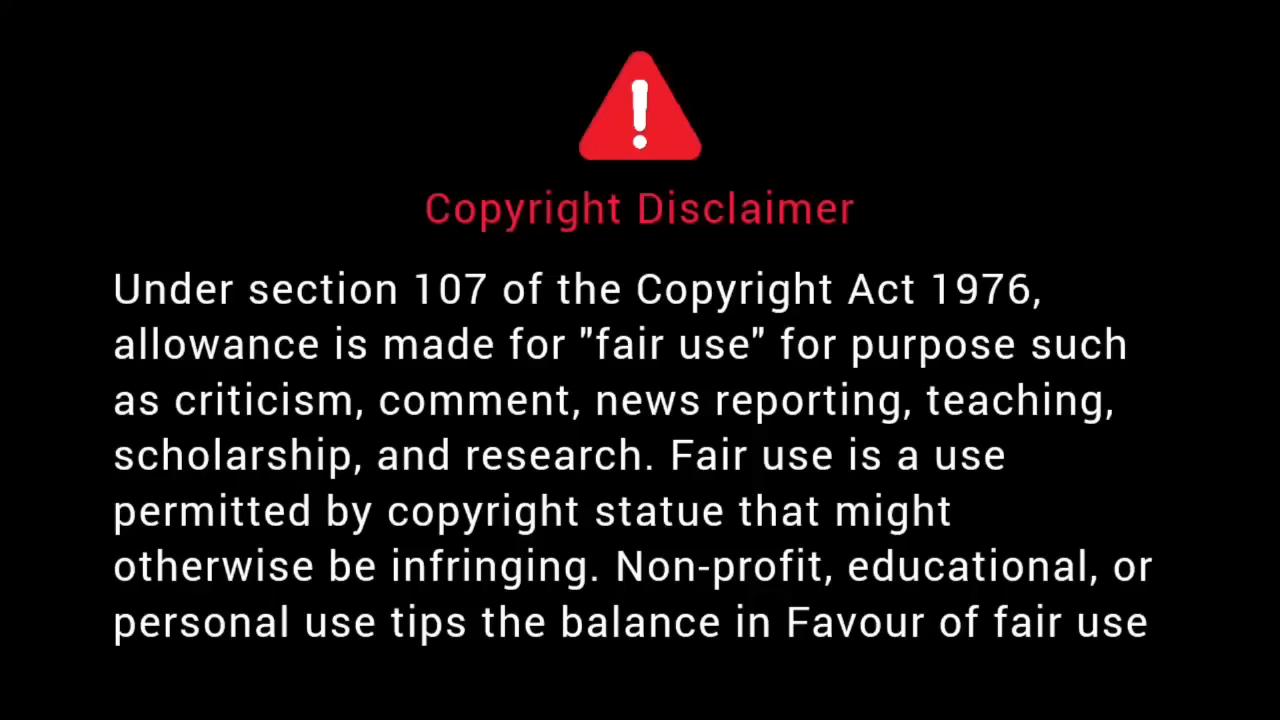 Copyright Disclaimer
Under section 107 of the Copyright Act 1976,
allowance is made for "fair use" for purpose such
as criticism, comment, news reporting, teaching,
scholarship, and research. Fair use is a use
permitted by copyright statue that might
otherwise be infringing. Non-profit, educational, or
personal use tips the balance in Favour of fair use